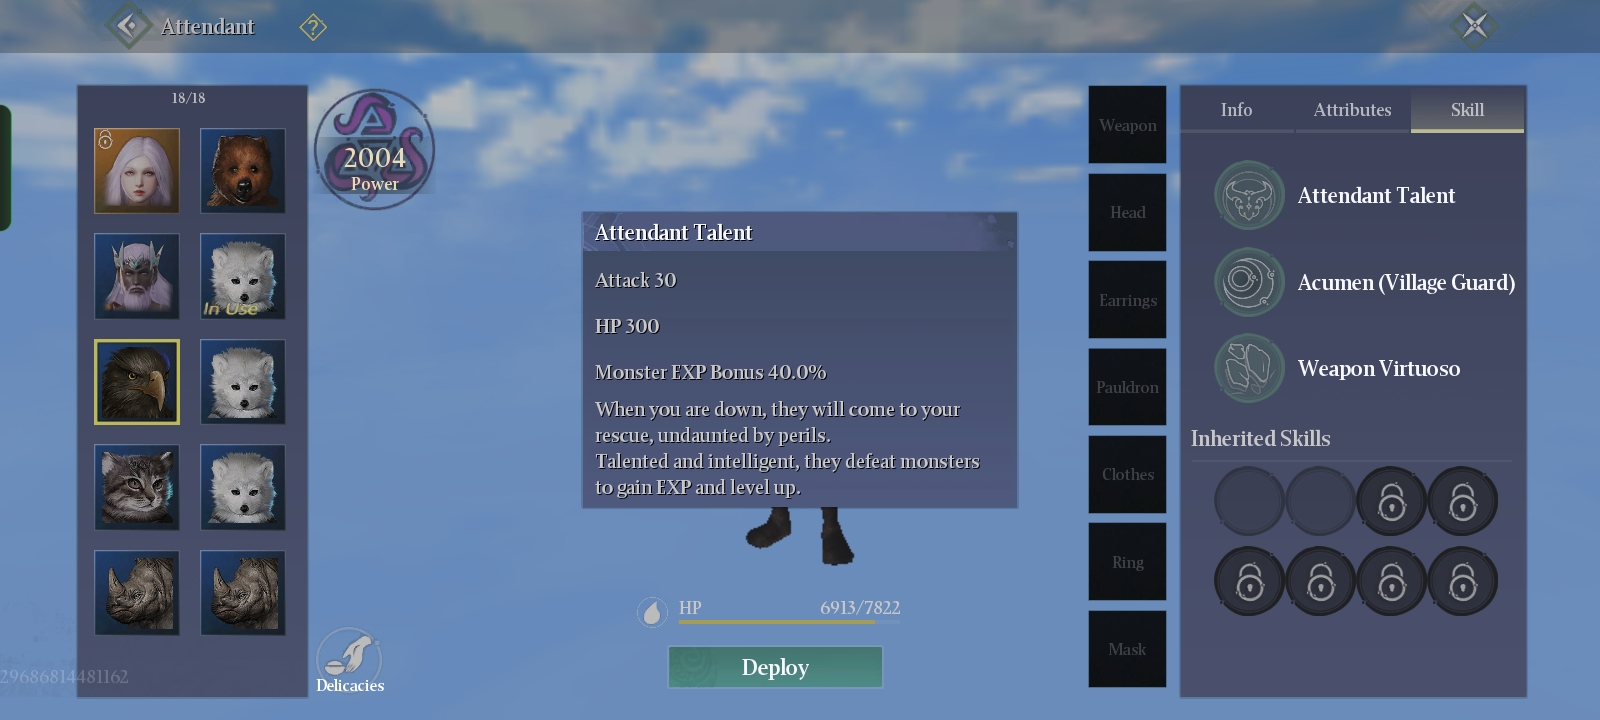 Attendant
?
18/18
2004
Power
In Use
Attendant Talent
Attack 30
HP 300
Monster EXP Bonus 40.0%
When you are down, they will come to your
rescue, undaunted by perils.
Talented and intelligent, they defeat monsters
to gain EXP and level up.
HP 6913/7822
Deploy
Delicacies
29686814481162
Weapon
Head
Earrings
Pauldron
Clothes
Ring
Mask
Info Attributes Skill
Attendant Talent
Acumen (Village Guard)
Weapon Virtuoso
Inherited Skills